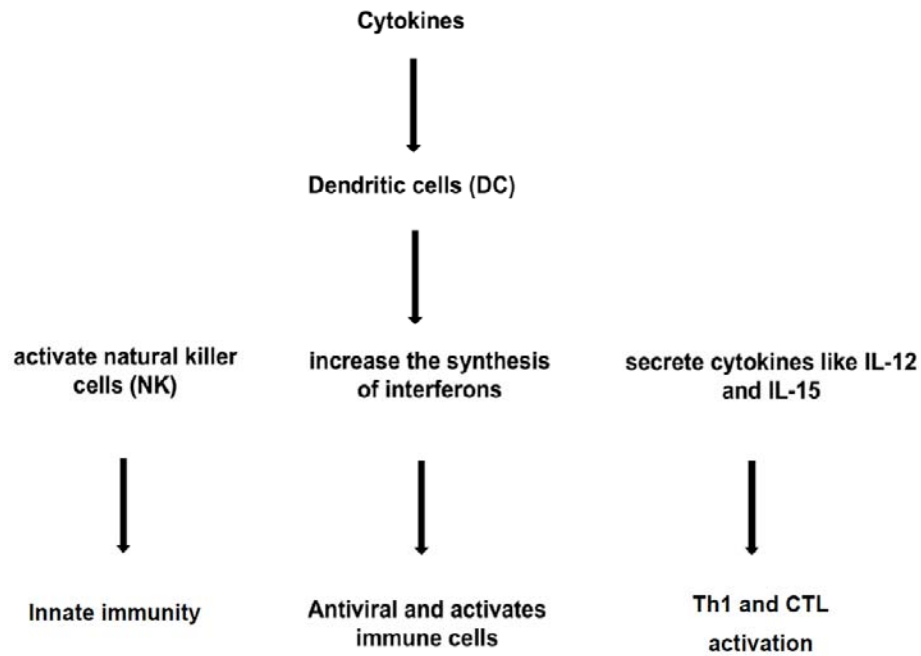 Cytokines
Dendritic cells (DC)
activate natural killer
cells (NK)
increase the synthesis
of interferons
secrete cytokines like IL-12
and IL-15
Innate immunity
Antiviral and activates
immune cells
Th1 and CTL
activation